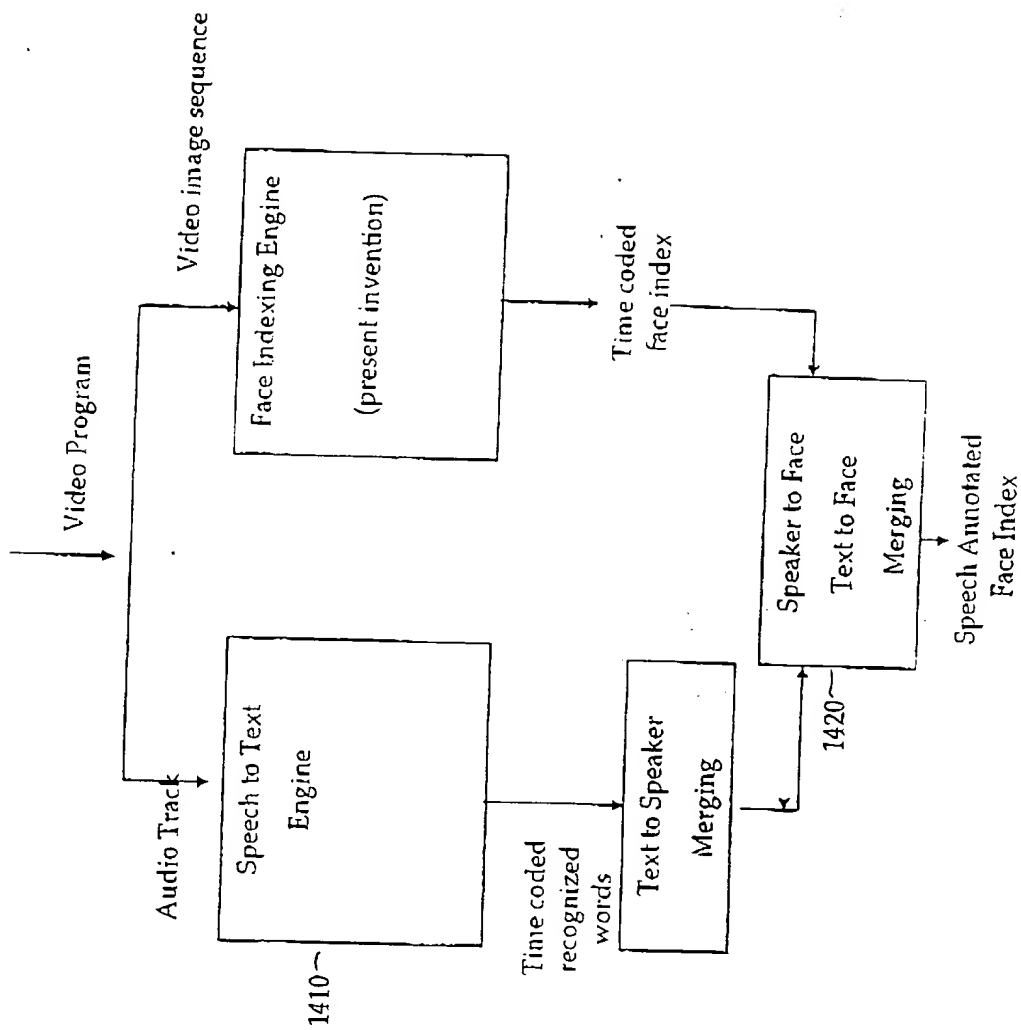 Video Program
Audio Track
Video image sequence
Speech to Text
Engine
1410
Face Indexing Engine
(present invention)
Time coded
recognized
words
Time coded
face index
Text to Speaker
Merging
Speaker to Face
Text to Face
Merging
1420
Speech Annotated
Face Index